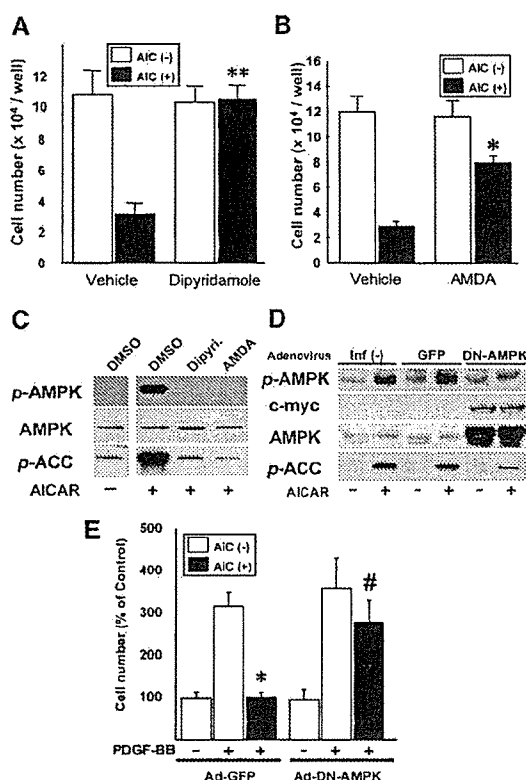 A
AIC (-)
AIC (+)
Cell number (x 10⁴ / well)
10
8
6
4
2
0
**
Vehicle
Dipyridamole
B
AIC (-)
AIC (+)
Cell number (x 10⁴ / well)
16
14
12
10
8
6
4
2
0
*
Vehicle
AMDA
C
DMSO
DMSO
Dipyri.
AMDA
p-AMPK
AMPK
p-ACC
AICAR
- + + +
D
Adenovirus
Inf (-)
GFP
DN-AMPK
p-AMPK
c-myc
AMPK
p-ACC
AICAR
- + - + - +
E
AIC (-)
AIC (+)
Cell number (% of Control)
500
400
300
200
100
*
#
PDGF-BB
- + + - + +
Ad-GFP
Ad-DN-AMPK